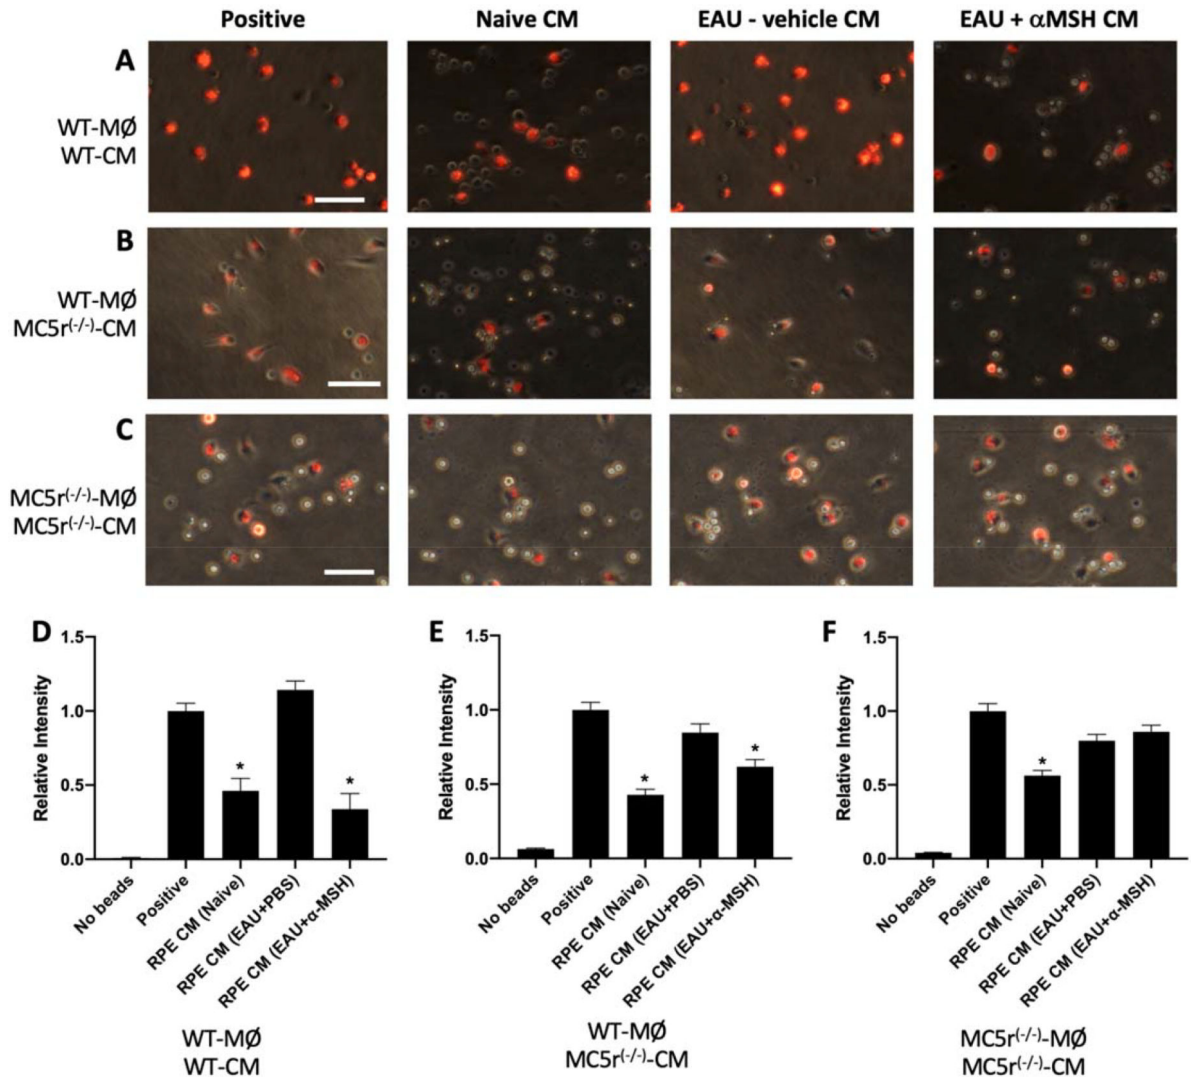 Positive Naive CM EAU - vehicle CM EAU + αMSH CM
A
WT-MØ
WT-CM
B
WT-MØ
MC5r(-/-)-CM
C
MC5r(-/-)-MØ
MC5r(-/-)-CM
D
Relative Intensity
1.5
1.0
0.5
0.0
*
*
No beads
Positive
RPE CM (Naive)
RPE CM (EAU+PBS)
RPE CM (EAU+α-MSH)
WT-MØ
WT-CM
E
Relative Intensity
1.5
1.0
0.5
0.0
*
*
No beads
Positive
RPE CM (Naive)
RPE CM (EAU+PBS)
RPE CM (EAU+α-MSH)
WT-MØ
MC5r(-/-)-CM
F
Relative Intensity
1.5
1.0
0.5
0.0
*
No beads
Positive
RPE CM (Naive)
RPE CM (EAU+PBS)
RPE CM (EAU+α-MSH)
MC5r(-/-)-MØ
MC5r(-/-)-CM